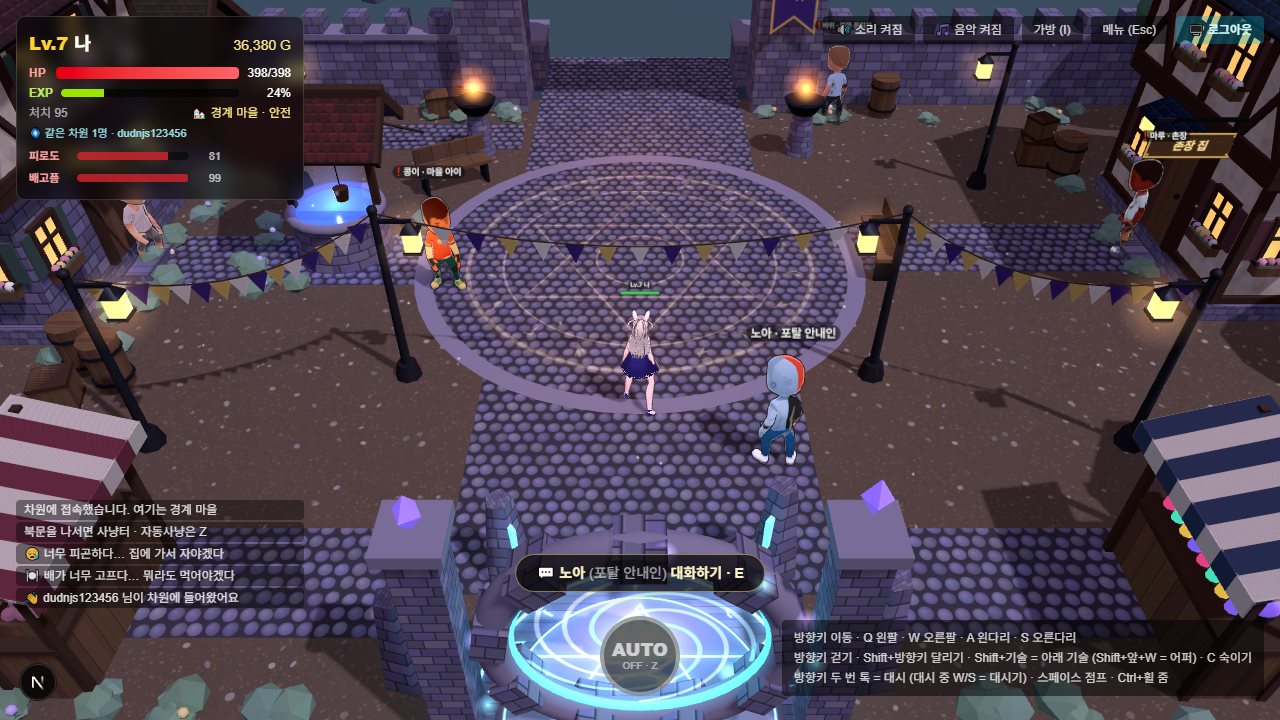 Lv.7 나
36,380 G
HP 398/398
EXP 24%
처치 95
경계 마을 · 안전
같은 차원 1명 · dudnjs123456
피로도 81
배고픔 99
소리 켜짐
음악 켜짐
가방 (I)
메뉴 (Esc)
로그아웃
! 콩이 · 마을 아이
마루 · 촌장
촌장 집
Lv.7 나
노아 · 포탈 안내인
차원에 접속했습니다. 여기는 경계 마을
북문을 나서면 사냥터 · 자동사냥은 Z
너무 피곤하다… 집에 가서 자야겠다
배가 너무 고프다… 뭐라도 먹어야겠다
dudnjs123456 님이 차원에 들어왔어요
노아 (포탈 안내인) 대화하기 · E
AUTO
OFF · Z
방향키 이동 · Q 왼팔 · W 오른팔 · A 왼다리 · S 오른다리
방향키 걷기 · Shift+방향키 달리기 · Shift+기술 = 아래 기술 (Shift+앞+W = 어퍼) · C 숙이기
방향키 두 번 톡 = 대시 (대시 중 W/S = 대시기) · 스페이스 점프 · Ctrl+휠 줌
N